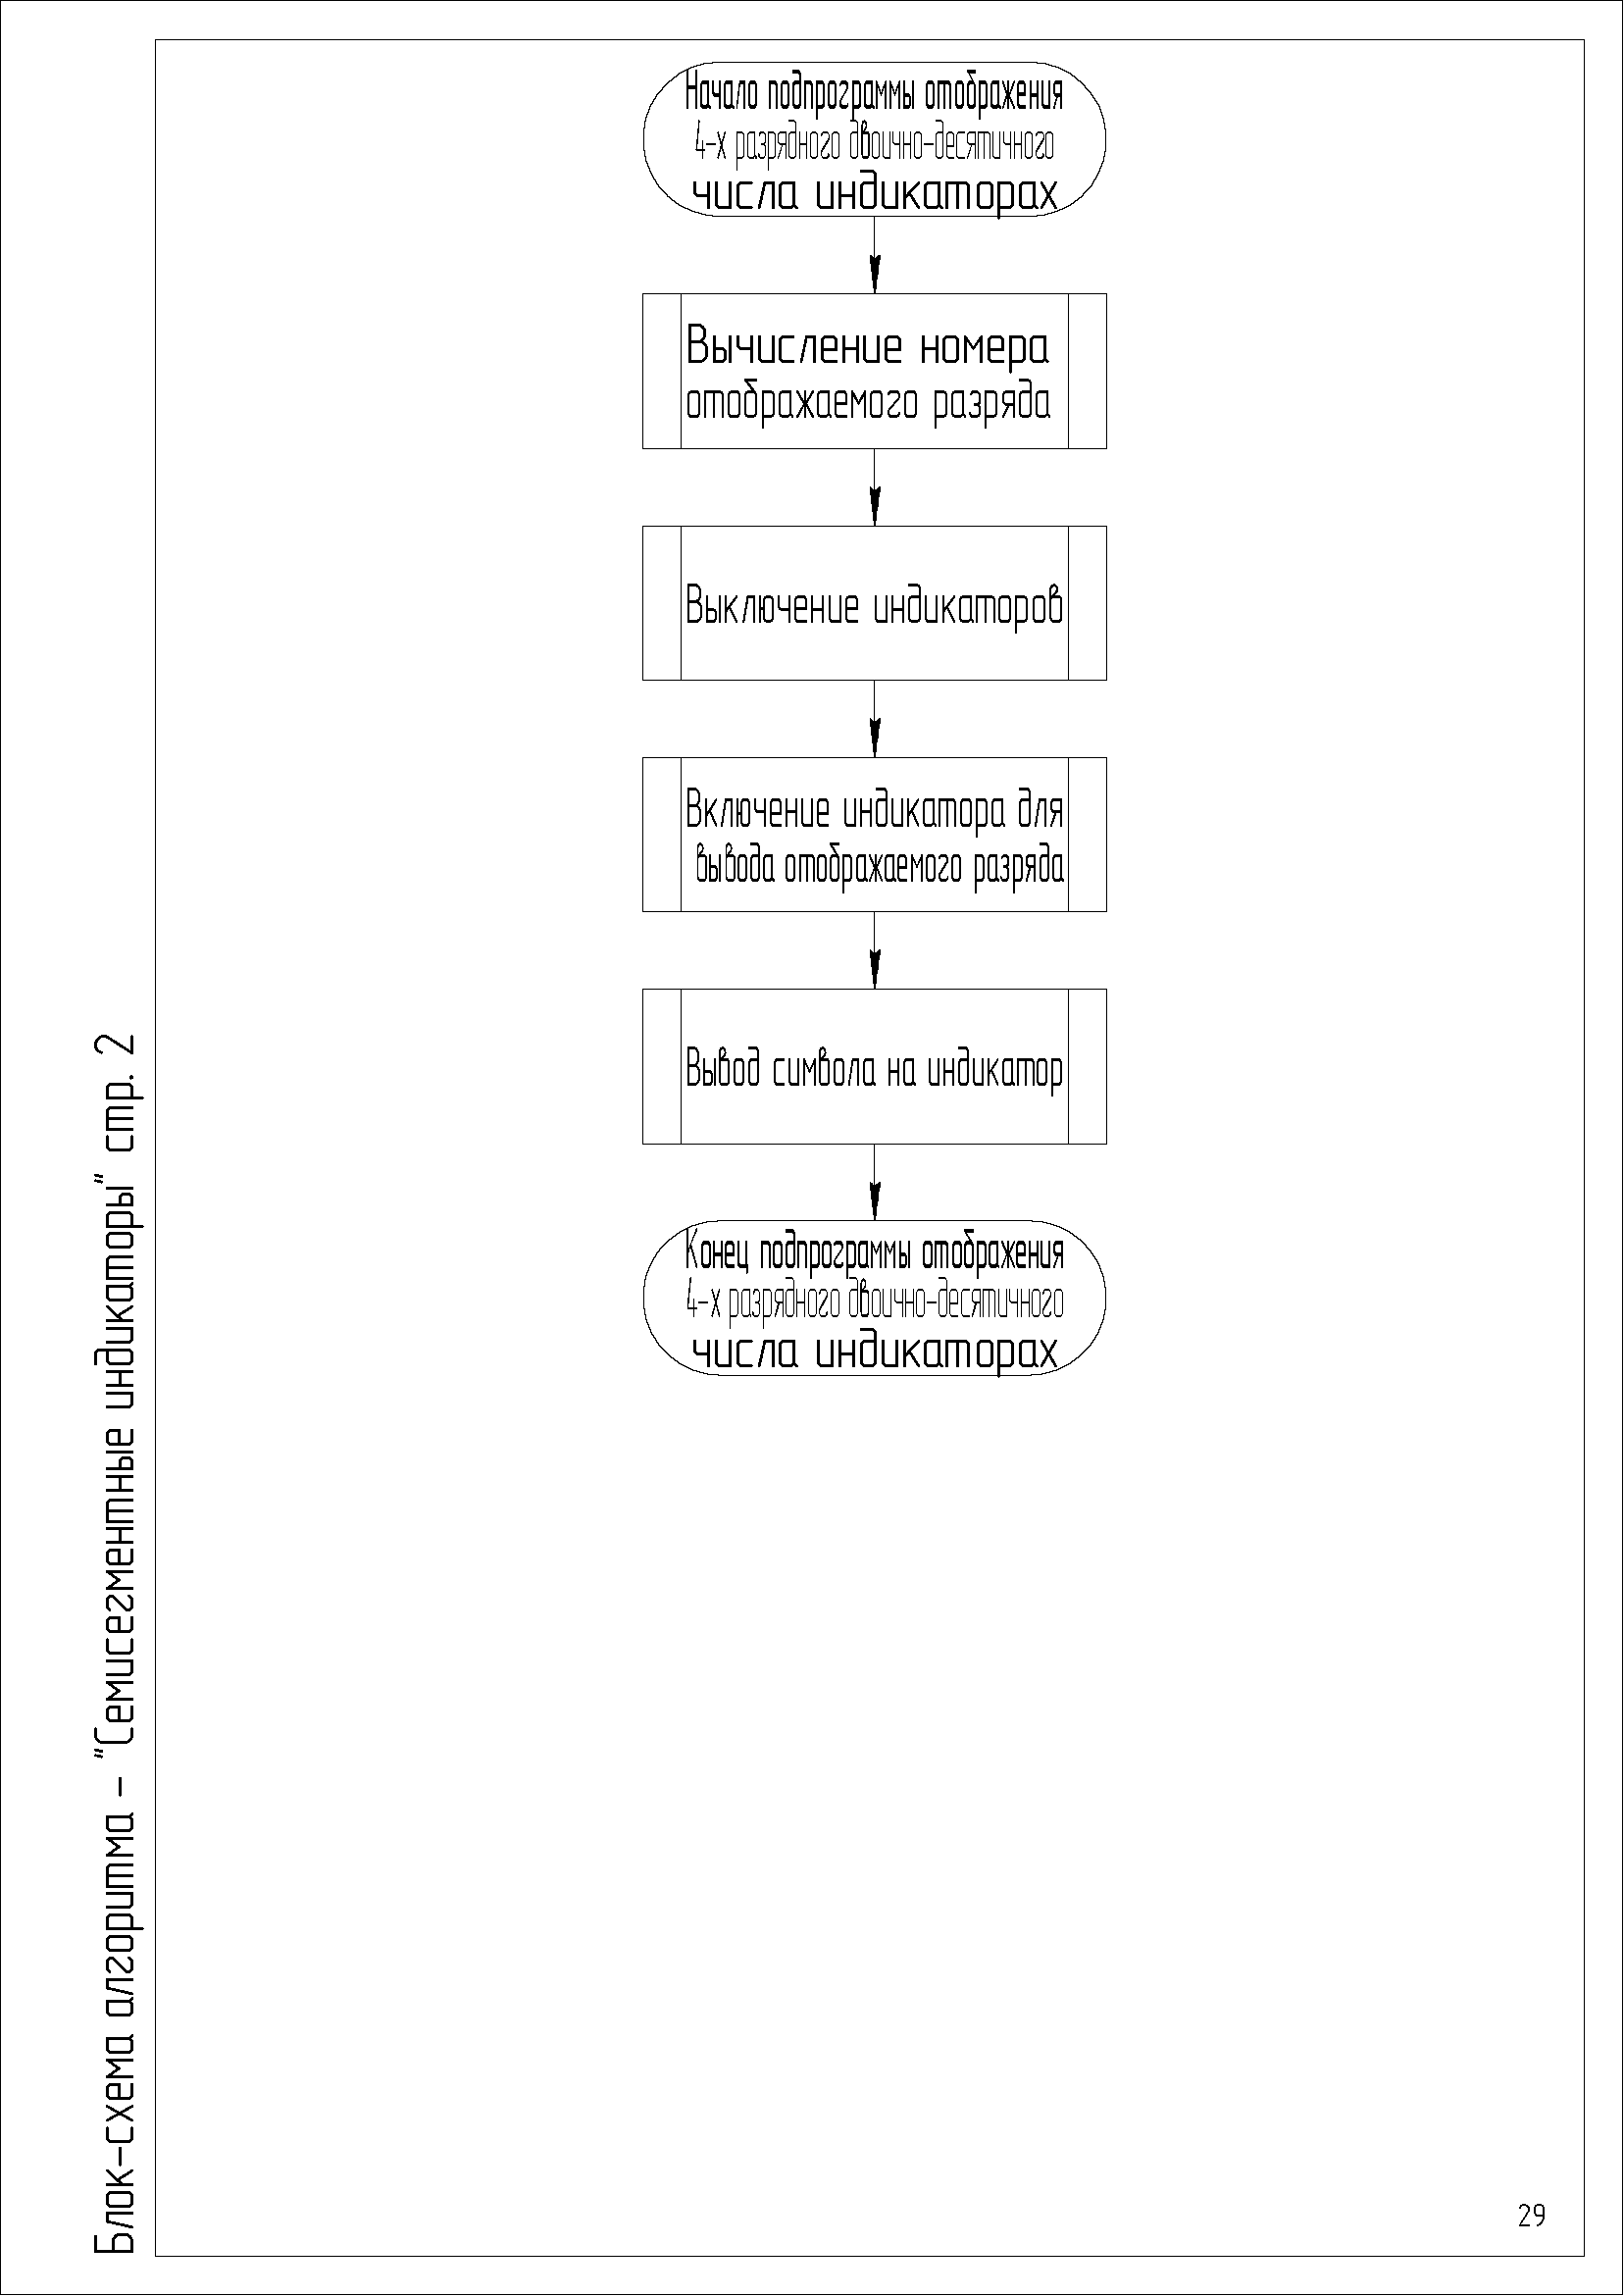 Блок-схема алгоритма - "Семисегментные индикаторы" стр. 2
Начало подпрограммы отображения
4-х разрядного двоично-десятичного
числа индикаторах
Вычисление номера
отображаемого разряда
Выключение индикаторов
Включение индикатора для
вывода отображаемого разряда
Вывод символа на индикатор
Конец подпрограммы отображения
4-х разрядного двоично-десятичного
числа индикаторах
29